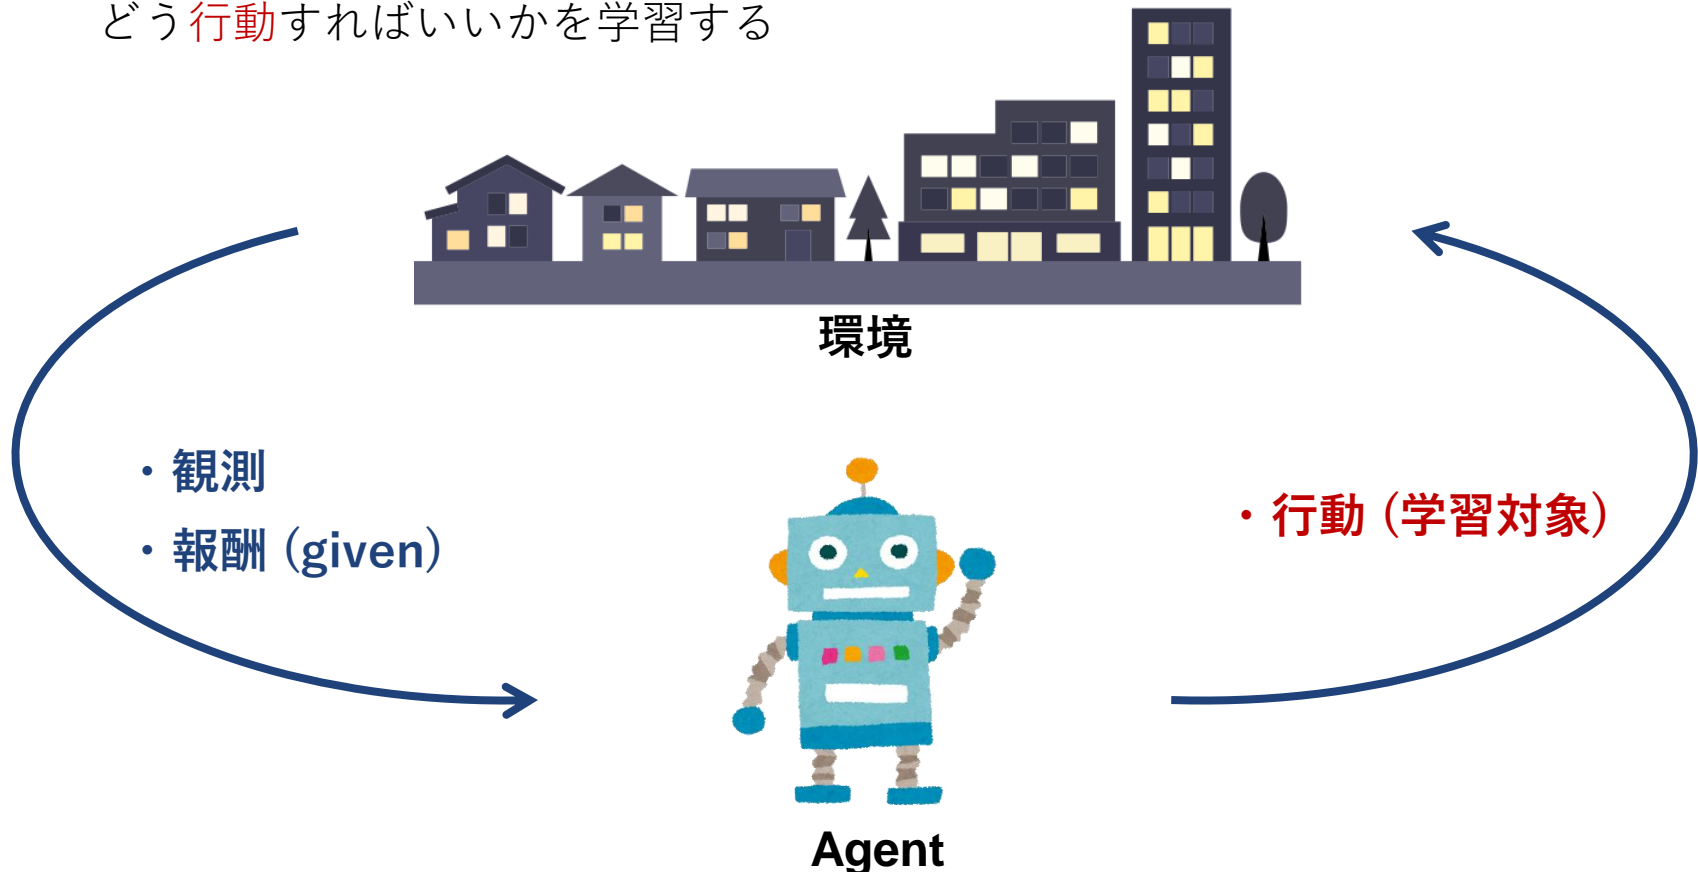 どう行動すればいいかを学習する
環境
・観測
・報酬 (given)
・行動 (学習対象)
Agent